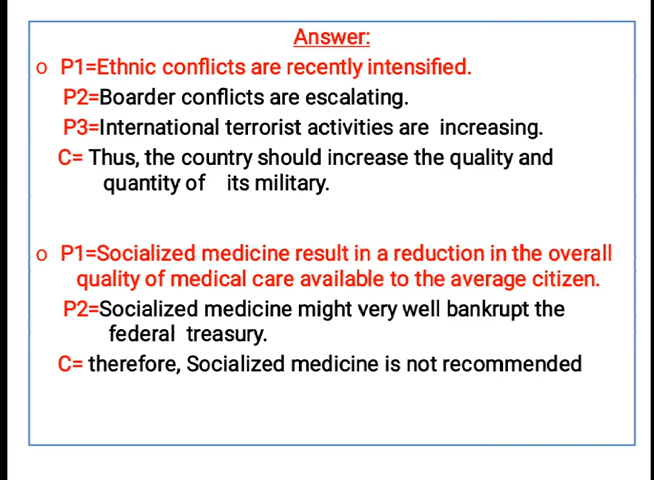 Answer:
o P1=Ethnic conflicts are recently intensified.
P2=Boarder conflicts are escalating.
P3=International terrorist activities are increasing.
C= Thus, the country should increase the quality and
quantity of its military.
o P1=Socialized medicine result in a reduction in the overall
quality of medical care available to the average citizen.
P2=Socialized medicine might very well bankrupt the
federal treasury.
C= therefore, Socialized medicine is not recommended